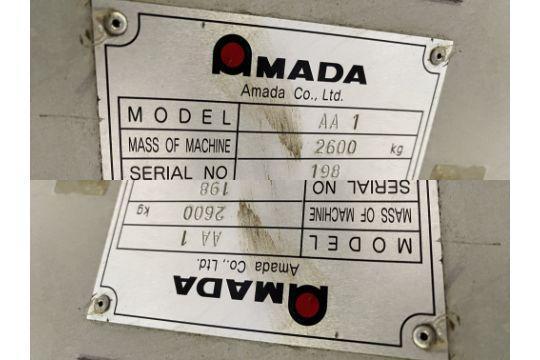 AMADA
Amada Co., Ltd.
MODEL AA 1
MASS OF MACHINE 2600 kg
SERIAL NO 198
SERIAL NO 198
MASS OF MACHINE 2600 kg
MODEL AA 1
Amada Co., Ltd.
AMADA